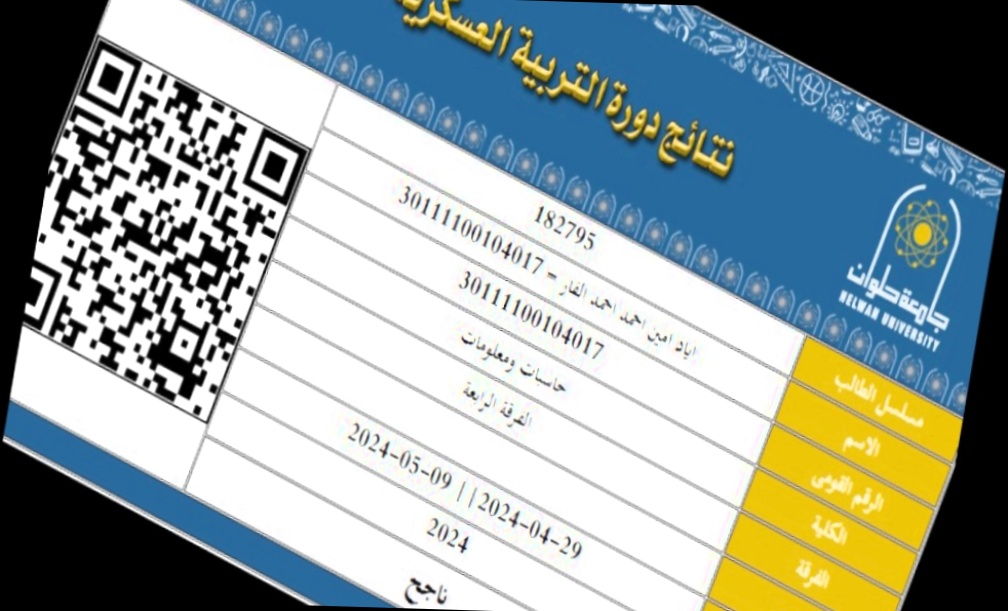 نتائج دورة التربية العسكرية
جامعة حلوان
HELWAN UNIVERSITY
مسلسل الطالب 182795
الاسم اياد امين احمد احمد الفار = 30111100104017
الرقم القومى 30111100104017
الكلية حاسبات ومعلومات
الفرقة الفرقة الرابعة
2024-04-29 || 2024-05-09
2024
ناجح